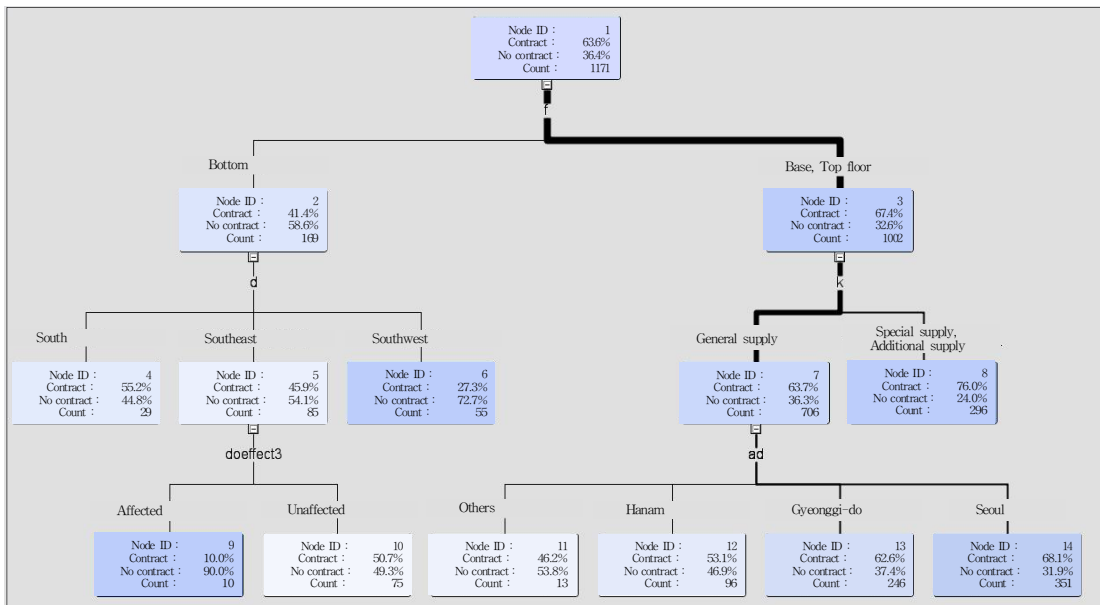 Node ID : 1
Contract : 63.6%
No contract : 36.4%
Count : 1171
f
Bottom
Base, Top floor
Node ID : 2
Contract : 41.4%
No contract : 58.6%
Count : 169
Node ID : 3
Contract : 67.4%
No contract : 32.6%
Count : 1002
d
k
South
Southeast
Southwest
General supply
Special supply,
Additional supply
Node ID : 4
Contract : 55.2%
No contract : 44.8%
Count : 29
Node ID : 5
Contract : 45.9%
No contract : 54.1%
Count : 85
Node ID : 6
Contract : 27.3%
No contract : 72.7%
Count : 55
Node ID : 7
Contract : 63.7%
No contract : 36.3%
Count : 706
Node ID : 8
Contract : 76.0%
No contract : 24.0%
Count : 296
doeffect3
ad
Affected
Unaffected
Others
Hanam
Gyeonggi-do
Seoul
Node ID : 9
Contract : 10.0%
No contract : 90.0%
Count : 10
Node ID : 10
Contract : 50.7%
No contract : 49.3%
Count : 75
Node ID : 11
Contract : 46.2%
No contract : 53.8%
Count : 13
Node ID : 12
Contract : 53.1%
No contract : 46.9%
Count : 96
Node ID : 13
Contract : 62.6%
No contract : 37.4%
Count : 246
Node ID : 14
Contract : 68.1%
No contract : 31.9%
Count : 351